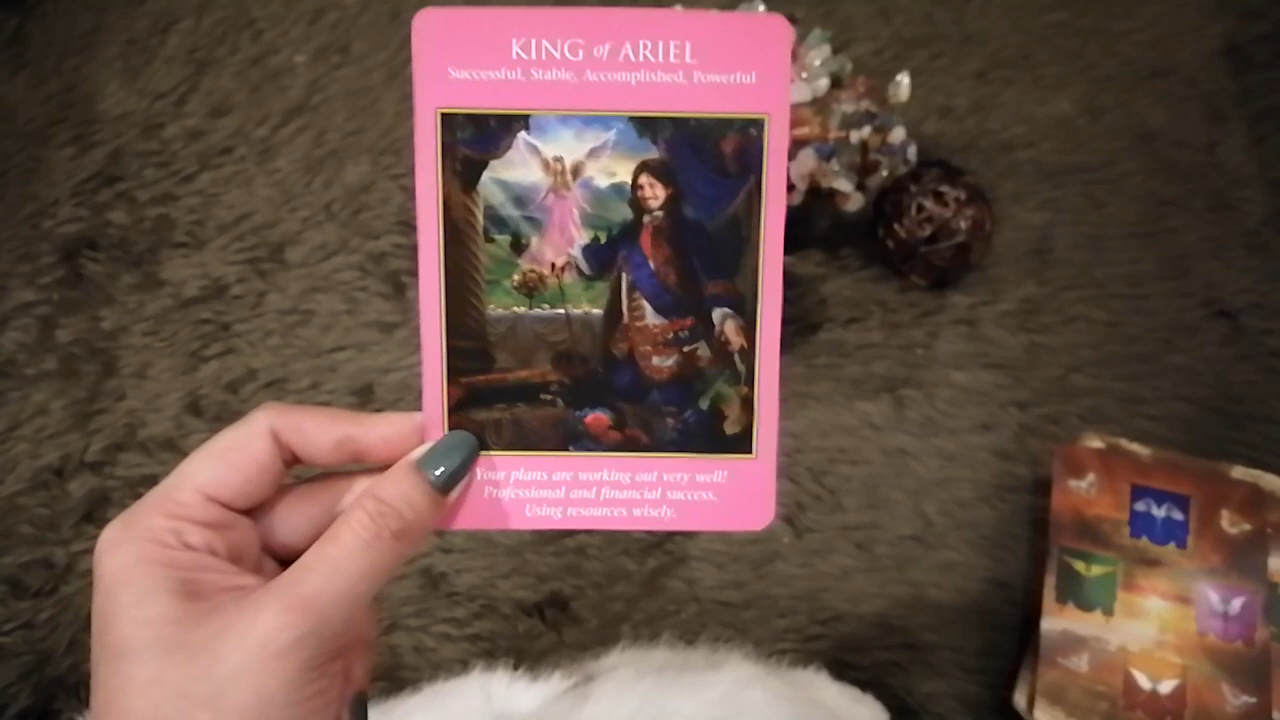 KING of ARIEL
Successful, Stable, Accomplished, Powerful
Your plans are working out very well!
Professional and financial success.
Using resources wisely.